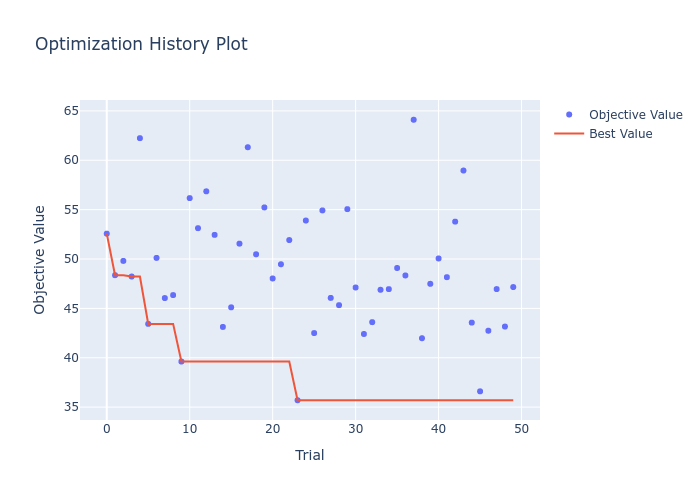 Optimization History Plot
Objective Value
Best Value
65
60
55
50
45
40
35
Objective Value
0 10 20 30 40 50
Trial